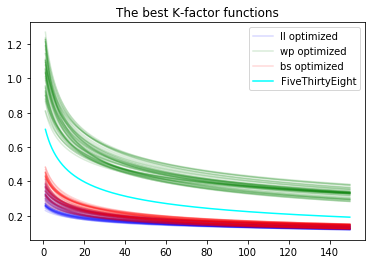 The best K-factor functions
ll optimized
wp optimized
bs optimized
FiveThirtyEight
1.2
1.0
0.8
0.6
0.4
0.2
0 20 40 60 80 100 120 140